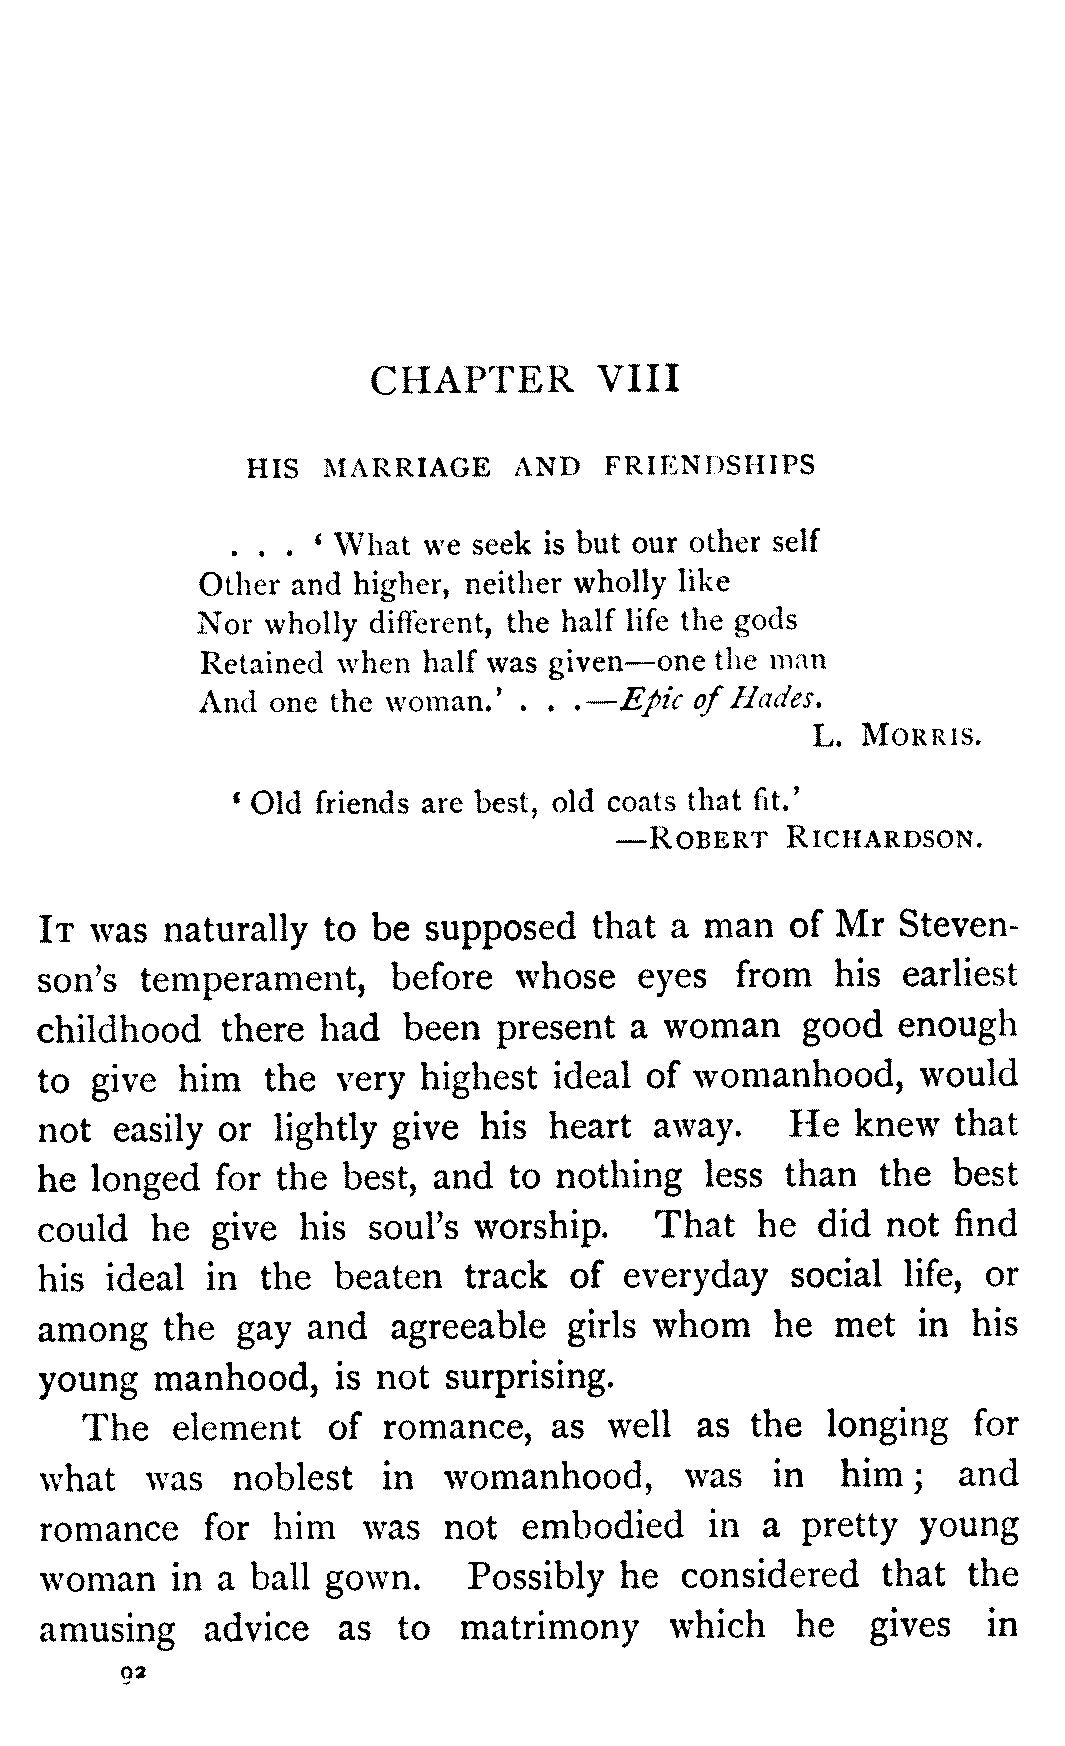 CHAPTER VIII
HIS MARRIAGE AND FRIENDSHIPS
. . . ‘ What we seek is but our other self
Other and higher, neither wholly like
Nor wholly different, the half life the gods
Retained when half was given—one the man
And one the woman.’ . . .—Epic of Hades.
L. MORRIS.
‘ Old friends are best, old coats that fit.’
—ROBERT RICHARDSON.
IT was naturally to be supposed that a man of Mr Steven-
son’s temperament, before whose eyes from his earliest
childhood there had been present a woman good enough
to give him the very highest ideal of womanhood, would
not easily or lightly give his heart away. He knew that
he longed for the best, and to nothing less than the best
could he give his soul’s worship. That he did not find
his ideal in the beaten track of everyday social life, or
among the gay and agreeable girls whom he met in his
young manhood, is not surprising.
The element of romance, as well as the longing for
what was noblest in womanhood, was in him ; and
romance for him was not embodied in a pretty young
woman in a ball gown. Possibly he considered that the
amusing advice as to matrimony which he gives in
92